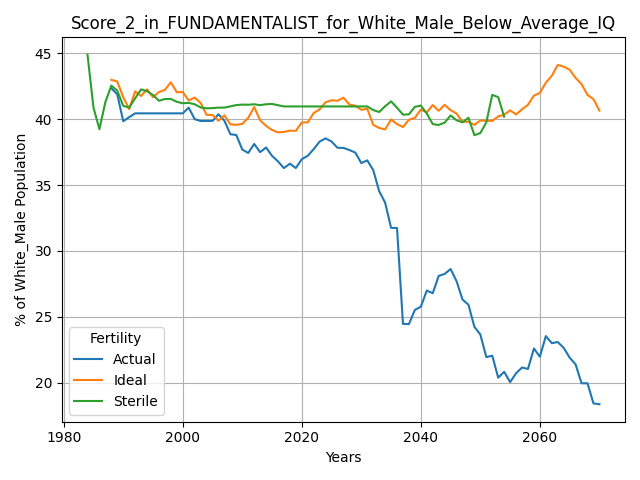 Score_2_in_FUNDAMENTALIST_for_White_Male_Below_Average_IQ
% of White_Male Population
45
40
35
30
25
20
Fertility
Actual
Ideal
Sterile
1980
2000
2020
2040
2060
Years